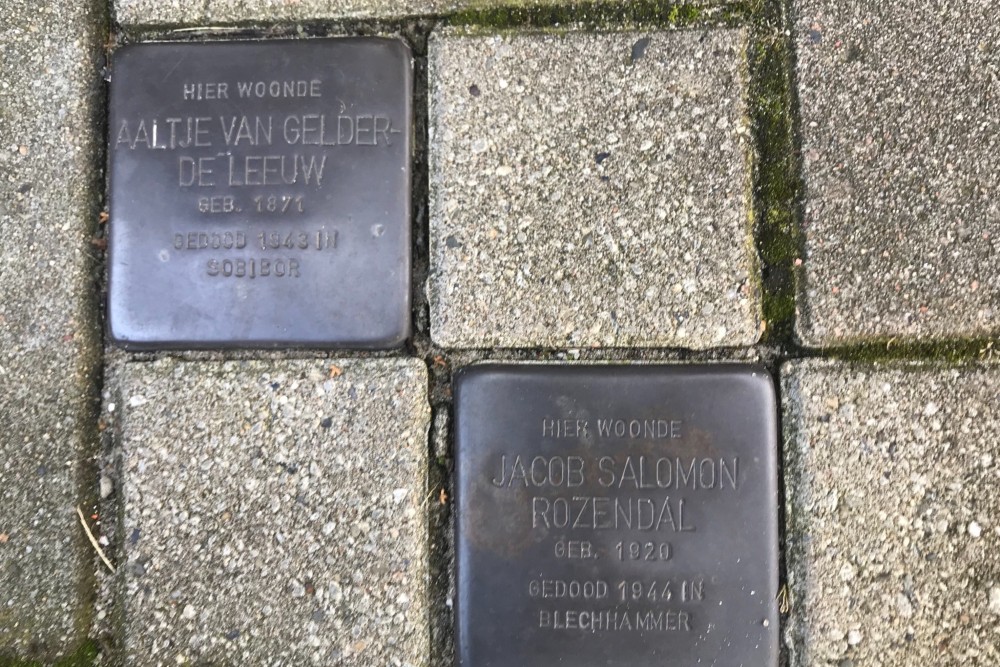 HIER WOONDE
AALTJE VAN GELDER-
DE LEEUW
GEB. 1871
GEDOOD 1943 IN
SOBIBOR
HIER WOONDE
JACOB SALOMON
ROZENDAL
GEB. 1920
GEDOOD 1944 IN
BLECHHAMMER